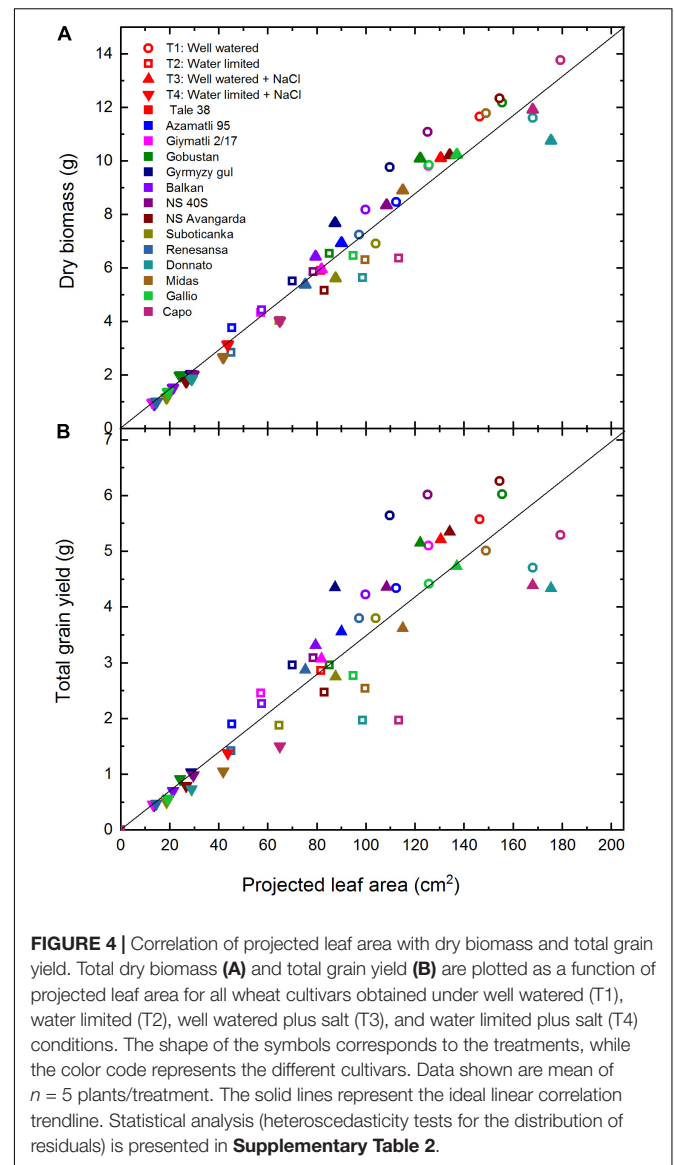 A
14
12
10
8
6
4
2
0
Dry biomass (g)
T1: Well watered
T2: Water limited
T3: Well watered + NaCl
T4: Water limited + NaCl
Tale 38
Azamatli 95
Giymatli 2/17
Gobustan
Gyrmyzy gul
Balkan
NS 40S
NS Avangarda
Suboticanka
Renesansa
Donnato
Midas
Gallio
Capo
B
7
6
5
4
3
2
1
0
Total grain yield (g)
0 20 40 60 80 100 120 140 160 180 200
Projected leaf area (cm²)
FIGURE 4 | Correlation of projected leaf area with dry biomass and total grain
yield. Total dry biomass (A) and total grain yield (B) are plotted as a function of
projected leaf area for all wheat cultivars obtained under well watered (T1),
water limited (T2), well watered plus salt (T3), and water limited plus salt (T4)
conditions. The shape of the symbols corresponds to the treatments, while
the color code represents the different cultivars. Data shown are mean of
n = 5 plants/treatment. The solid lines represent the ideal linear correlation
trendline. Statistical analysis (heteroscedasticity tests for the distribution of
residuals) is presented in Supplementary Table 2.